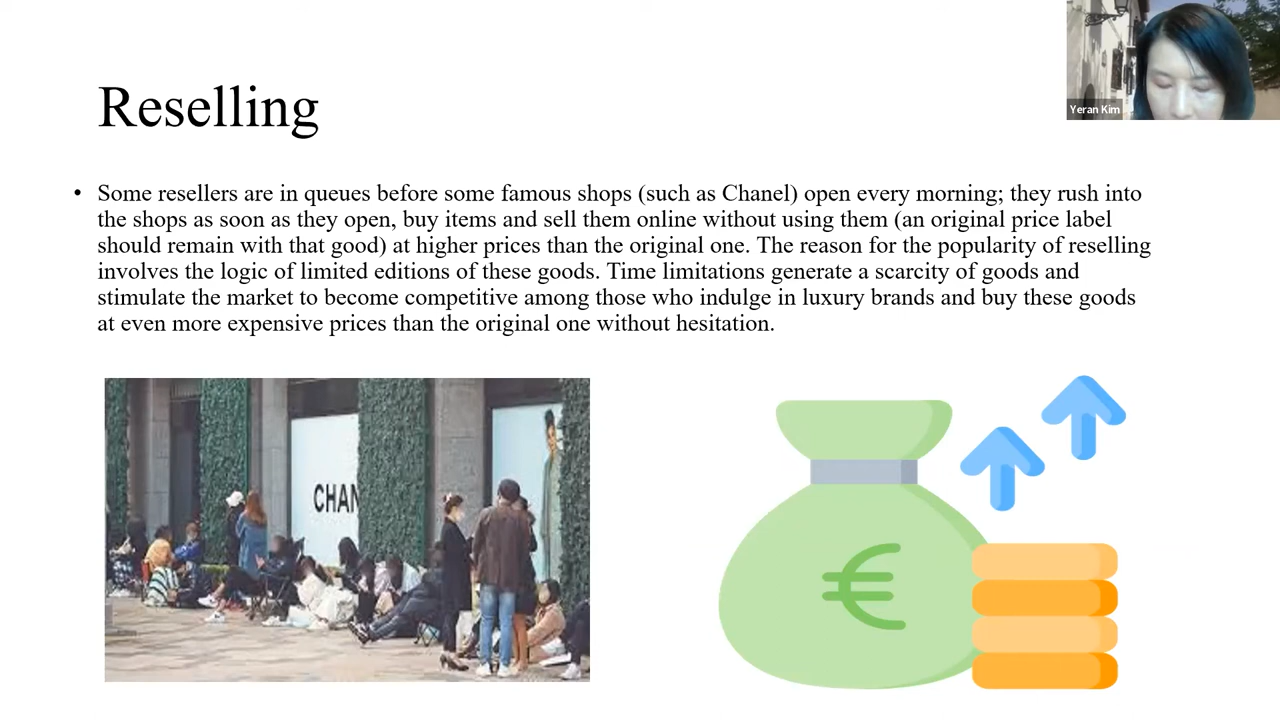 Reselling
Yeran Kim
• Some resellers are in queues before some famous shops (such as Chanel) open every morning; they rush into
the shops as soon as they open, buy items and sell them online without using them (an original price label
should remain with that good) at higher prices than the original one. The reason for the popularity of reselling
involves the logic of limited editions of these goods. Time limitations generate a scarcity of goods and
stimulate the market to become competitive among those who indulge in luxury brands and buy these goods
at even more expensive prices than the original one without hesitation.
CHAN
€